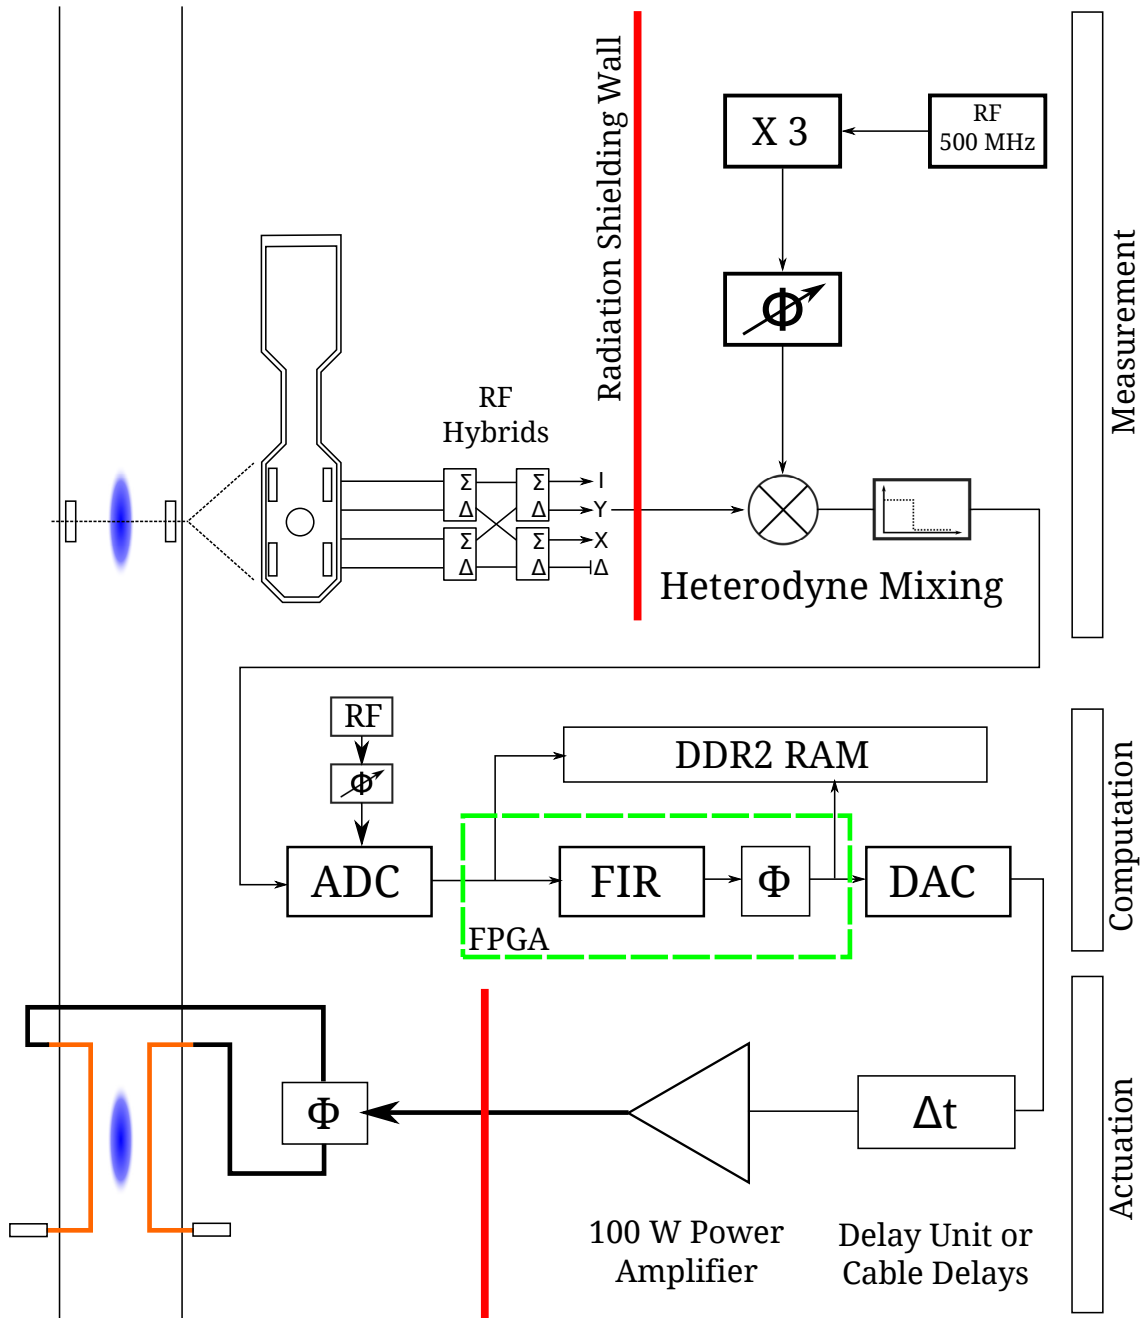 Radiation Shielding Wall
X 3
RF
500 MHz
Φ
Measurement
RF
Hybrids
Σ
Δ
Σ
Δ
Σ
Δ
Σ
Δ
I
Y
X
Δ
Heterodyne Mixing
RF
Φ
DDR2 RAM
ADC
FIR
Φ
DAC
FPGA
Computation
Φ
Δt
100 W Power
Amplifier
Delay Unit or
Cable Delays
Actuation